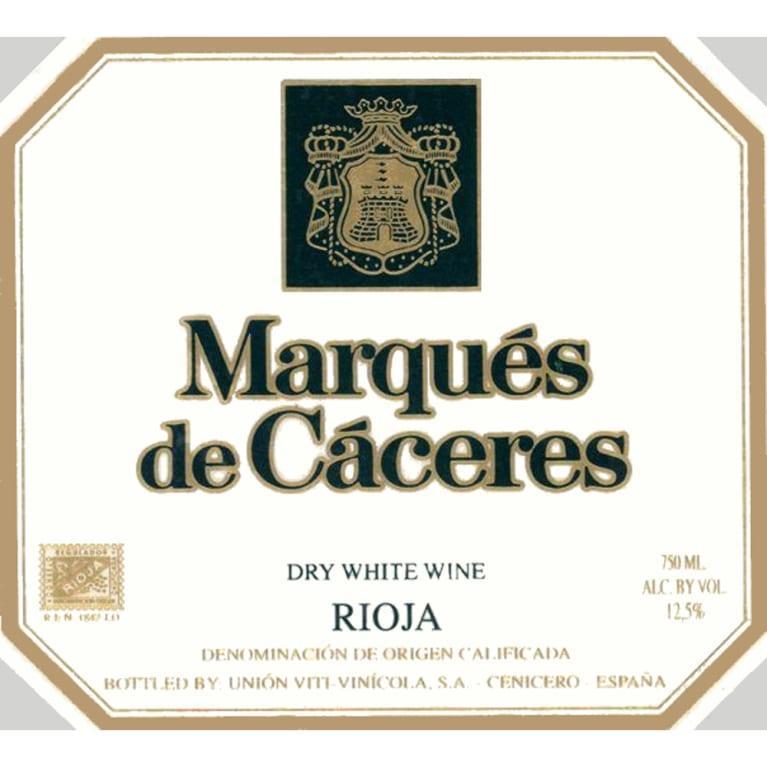 Marqués
de Cáceres
REGULADOR
RIOJA
DRY WHITE WINE
RIOJA
750 ML.
ALC. BY VOL.
12,5%
DENOMINACIÓN DE ORIGEN CALIFICADA
BOTTLED BY: UNIÓN VITI-VINÍCOLA, S.A. - CENICERO - ESPAÑA